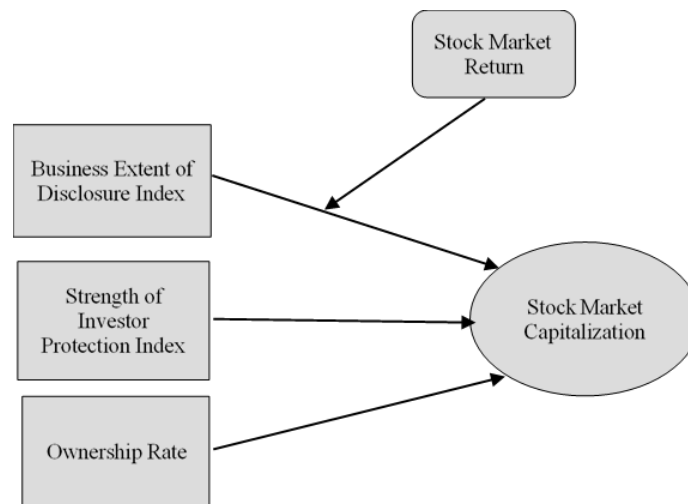 Stock Market
Return
Business Extent of
Disclosure Index
Strength of
Investor
Protection Index
Stock Market
Capitalization
Ownership Rate